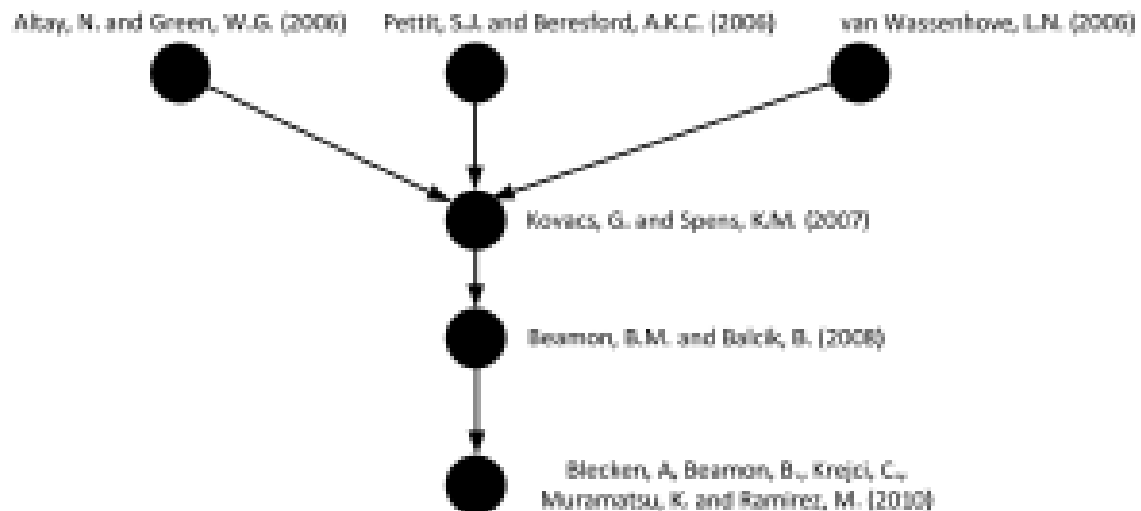 Altay, N. and Green, W.G. (2006)
Pettit, S.J. and Beresford, A.K.C. (2006)
van Wassenhove, L.N. (2006)
Kovacs, G. and Spens, K.M. (2007)
Beamon, B.M. and Balcik, B. (2008)
Blecken, A, Beamon, B., Krejci, C.,
Muramatsu, K. and Ramirez, M. (2010)